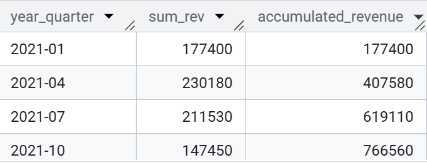 year_quarter sum_rev accumulated_revenue
2021-01 177400 177400
2021-04 230180 407580
2021-07 211530 619110
2021-10 147450 766560